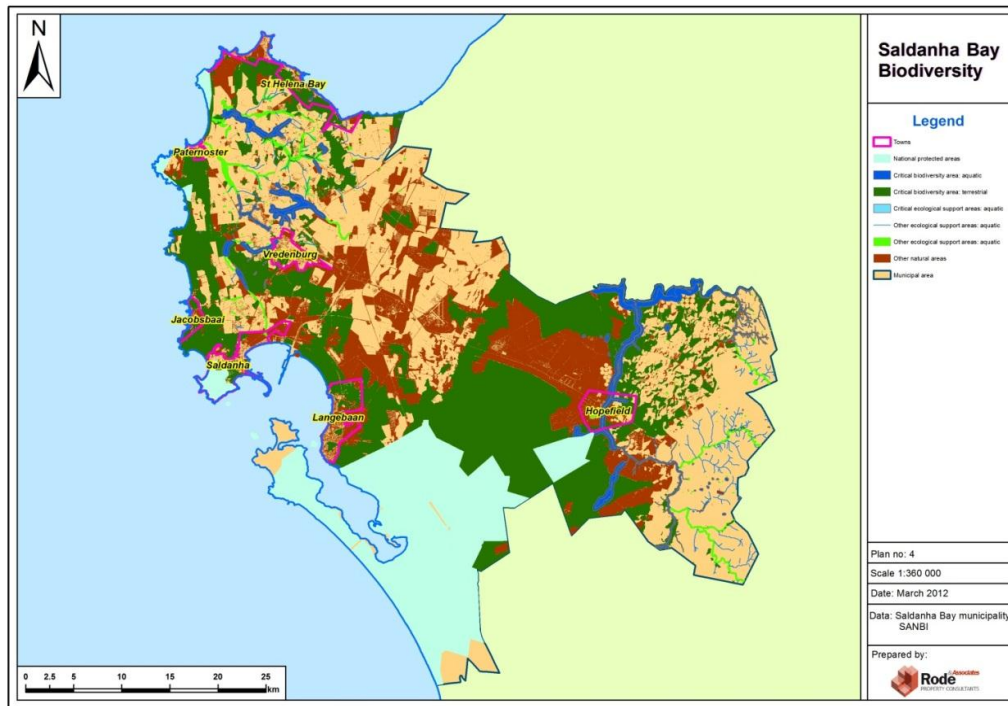 N
St Helena Bay
Paternoster
Vredenburg
Jacobsbaai
Saldanha
Langebaan
Hopefield
0 2.5 5 10 15 20 25
km
Saldanha Bay
Biodiversity
Legend
Towns
National protected areas
Critical biodiversity area: aquatic
Critical biodiversity area: terrestrial
Critical ecological support areas: aquatic
Other ecological support areas: aquatic
Other ecological support areas: aquatic
Other natural areas
Municipal area
Plan no: 4
Scale 1:360 000
Date: March 2012
Data: Saldanha Bay municipality
SANBI
Prepared by:
Rode &Associates
PROPERTY CONSULTANTS